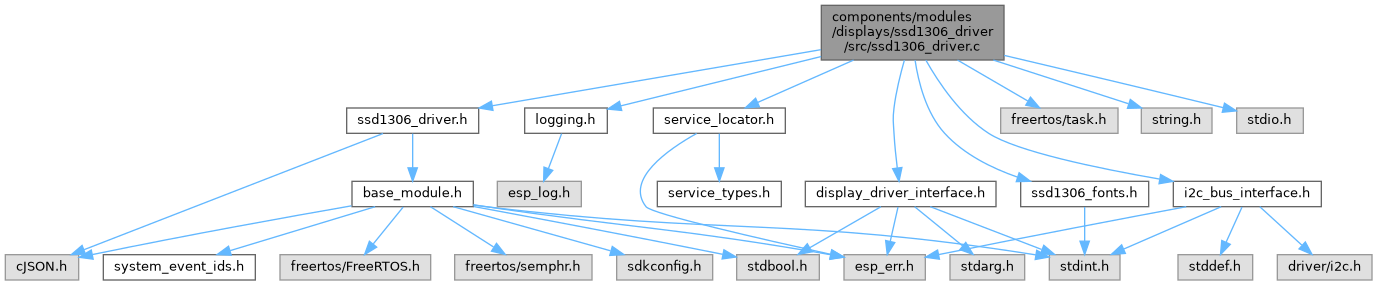 components/modules
/displays/ssd1306_driver
/src/ssd1306_driver.c
ssd1306_driver.h
logging.h
service_locator.h
freertos/task.h
string.h
stdio.h
base_module.h
esp_log.h
service_types.h
display_driver_interface.h
ssd1306_fonts.h
i2c_bus_interface.h
cJSON.h
system_event_ids.h
freertos/FreeRTOS.h
freertos/semphr.h
sdkconfig.h
stdbool.h
esp_err.h
stdarg.h
stdint.h
stddef.h
driver/i2c.h